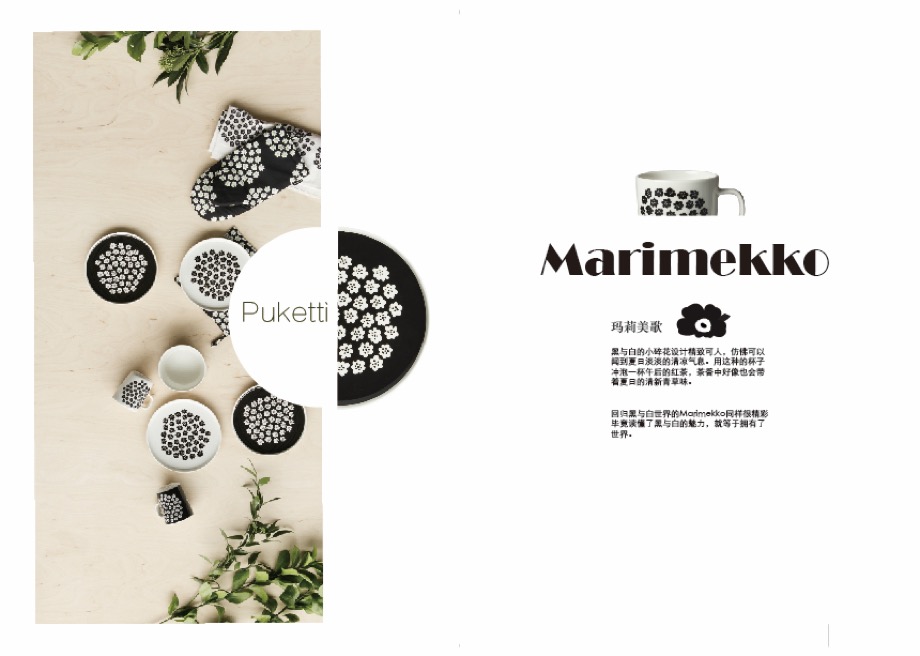 Puketti
Marimekko
玛莉美歌
黑与白的小碎花设计精致可人，仿佛可以
闻到夏日淡淡的清凉气息。用这种的杯子
冲泡一杯午后的红茶，茶香中好像也会带
着夏日的清新青草味。
回归黑与白世界的Marimekko同样很精彩
毕竟读懂了黑与白的魅力，就等于拥有了
世界。